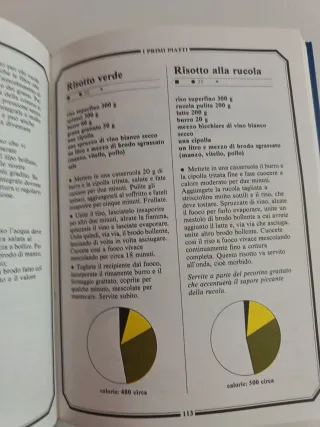 I PRIMI PIATTI
Risotto verde
riso superfino 300 g
spinaci 300 g
burro 60 g
grana grattato 50 g
una cipolla
uno spruzzo di vino bianco secco
un litro e mezzo di brodo sgrassato
(manzo, vitello, pollo)
sale
Mettete in una casseruola 20 g di
burro e la cipolla tritata, salate e fate
cuocere per due minuti. Pulite gli
spinaci, aggiungeteli al soffritto e fateli
cuocere per cinque minuti. Frullate.
Unite il vino, lasciatelo insaporire
per altri due minuti, alzate la fiamma,
Unite quindi, via via, il brodo bollente,
lasciando di volta in volta asciugare.
Cuocete così a fuoco vivace
mescolando per circa 18 minuti.
Togliete il recipiente dal fuoco,
incorporate il rimanente burro e il
formaggio grattato, coprite per
qualche minuto, mescolate per
mantecare. Servite subito.
calorie: 480 circa
Risotto alla rucola
riso superfino 300 g
rucola pulita 200 g
latte 200 g
burro 20 g
mezzo bicchiere di vino bianco
secco
una cipolla
un litro e mezzo di brodo sgrassato
(manzo, vitello, pollo)
Mettete in una casseruola il burro e
la cipolla tritata fine e fate cuocere a
calore moderato per due minuti.
Aggiungete la rucola tagliata a
striscioline molto sottili e il riso, che
deve tostare. Spruzzate di vino, alzate
il fuoco per farlo evaporare, unite un
mestolo di brodo bollente e coi avrete
aggiunto il latte e, via via che asciuga,
unite altro brodo bollente. Cuocete
così il riso a fuoco vivace mescolando
continuamente fino a cottura
completa. Questo risotto va servito
all'onda, cioè morbido.
Servite a parte del pecorino grattato
che accentuerà il sapore piccante
della rucola.
calorie: 500 circa
113